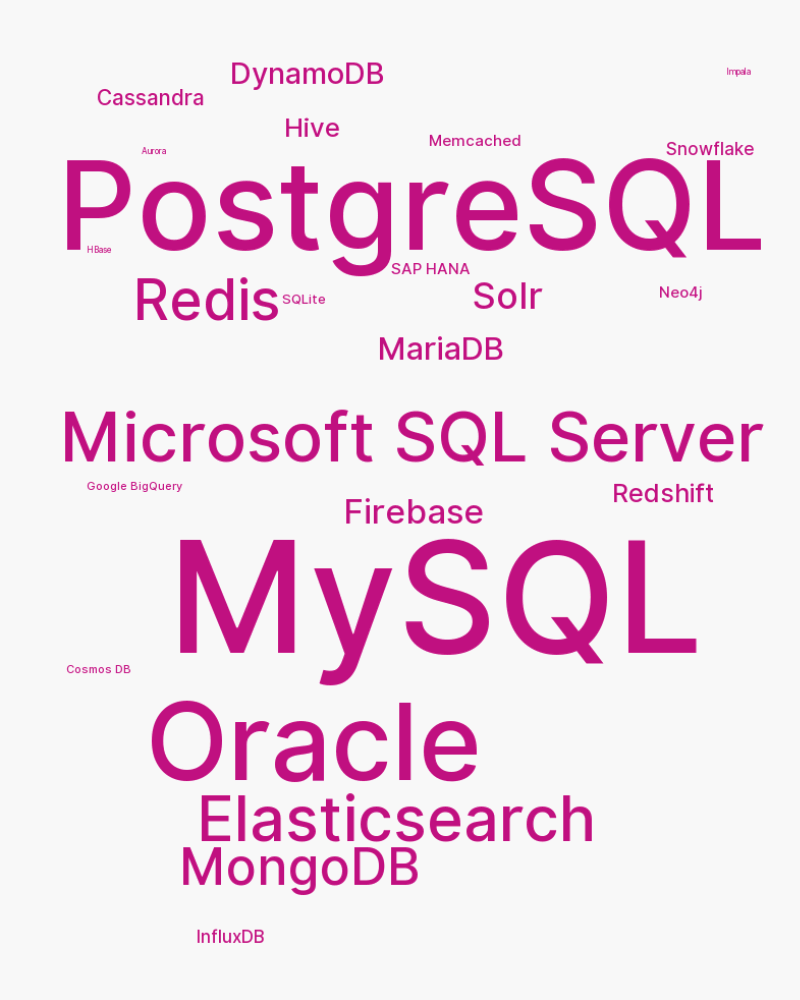 DynamoDB
Impala
Cassandra
Hive
Memcached
Snowflake
Aurora
PostgreSQL
HBase
SAP HANA
Redis
SQLite
Solr
Neo4j
MariaDB
Microsoft SQL Server
Google BigQuery
Redshift
Firebase
MySQL
Cosmos DB
Oracle
Elasticsearch
MongoDB
InfluxDB